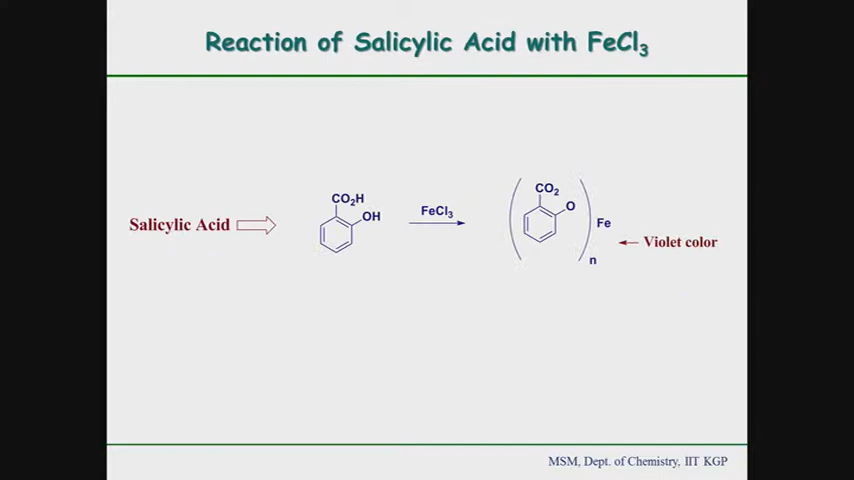 Reaction of Salicylic Acid with FeCl3
Salicylic Acid
CO2H
OH
FeCl3
CO2
O
Fe
n
Violet color
MSM, Dept. of Chemistry, IIT KGP